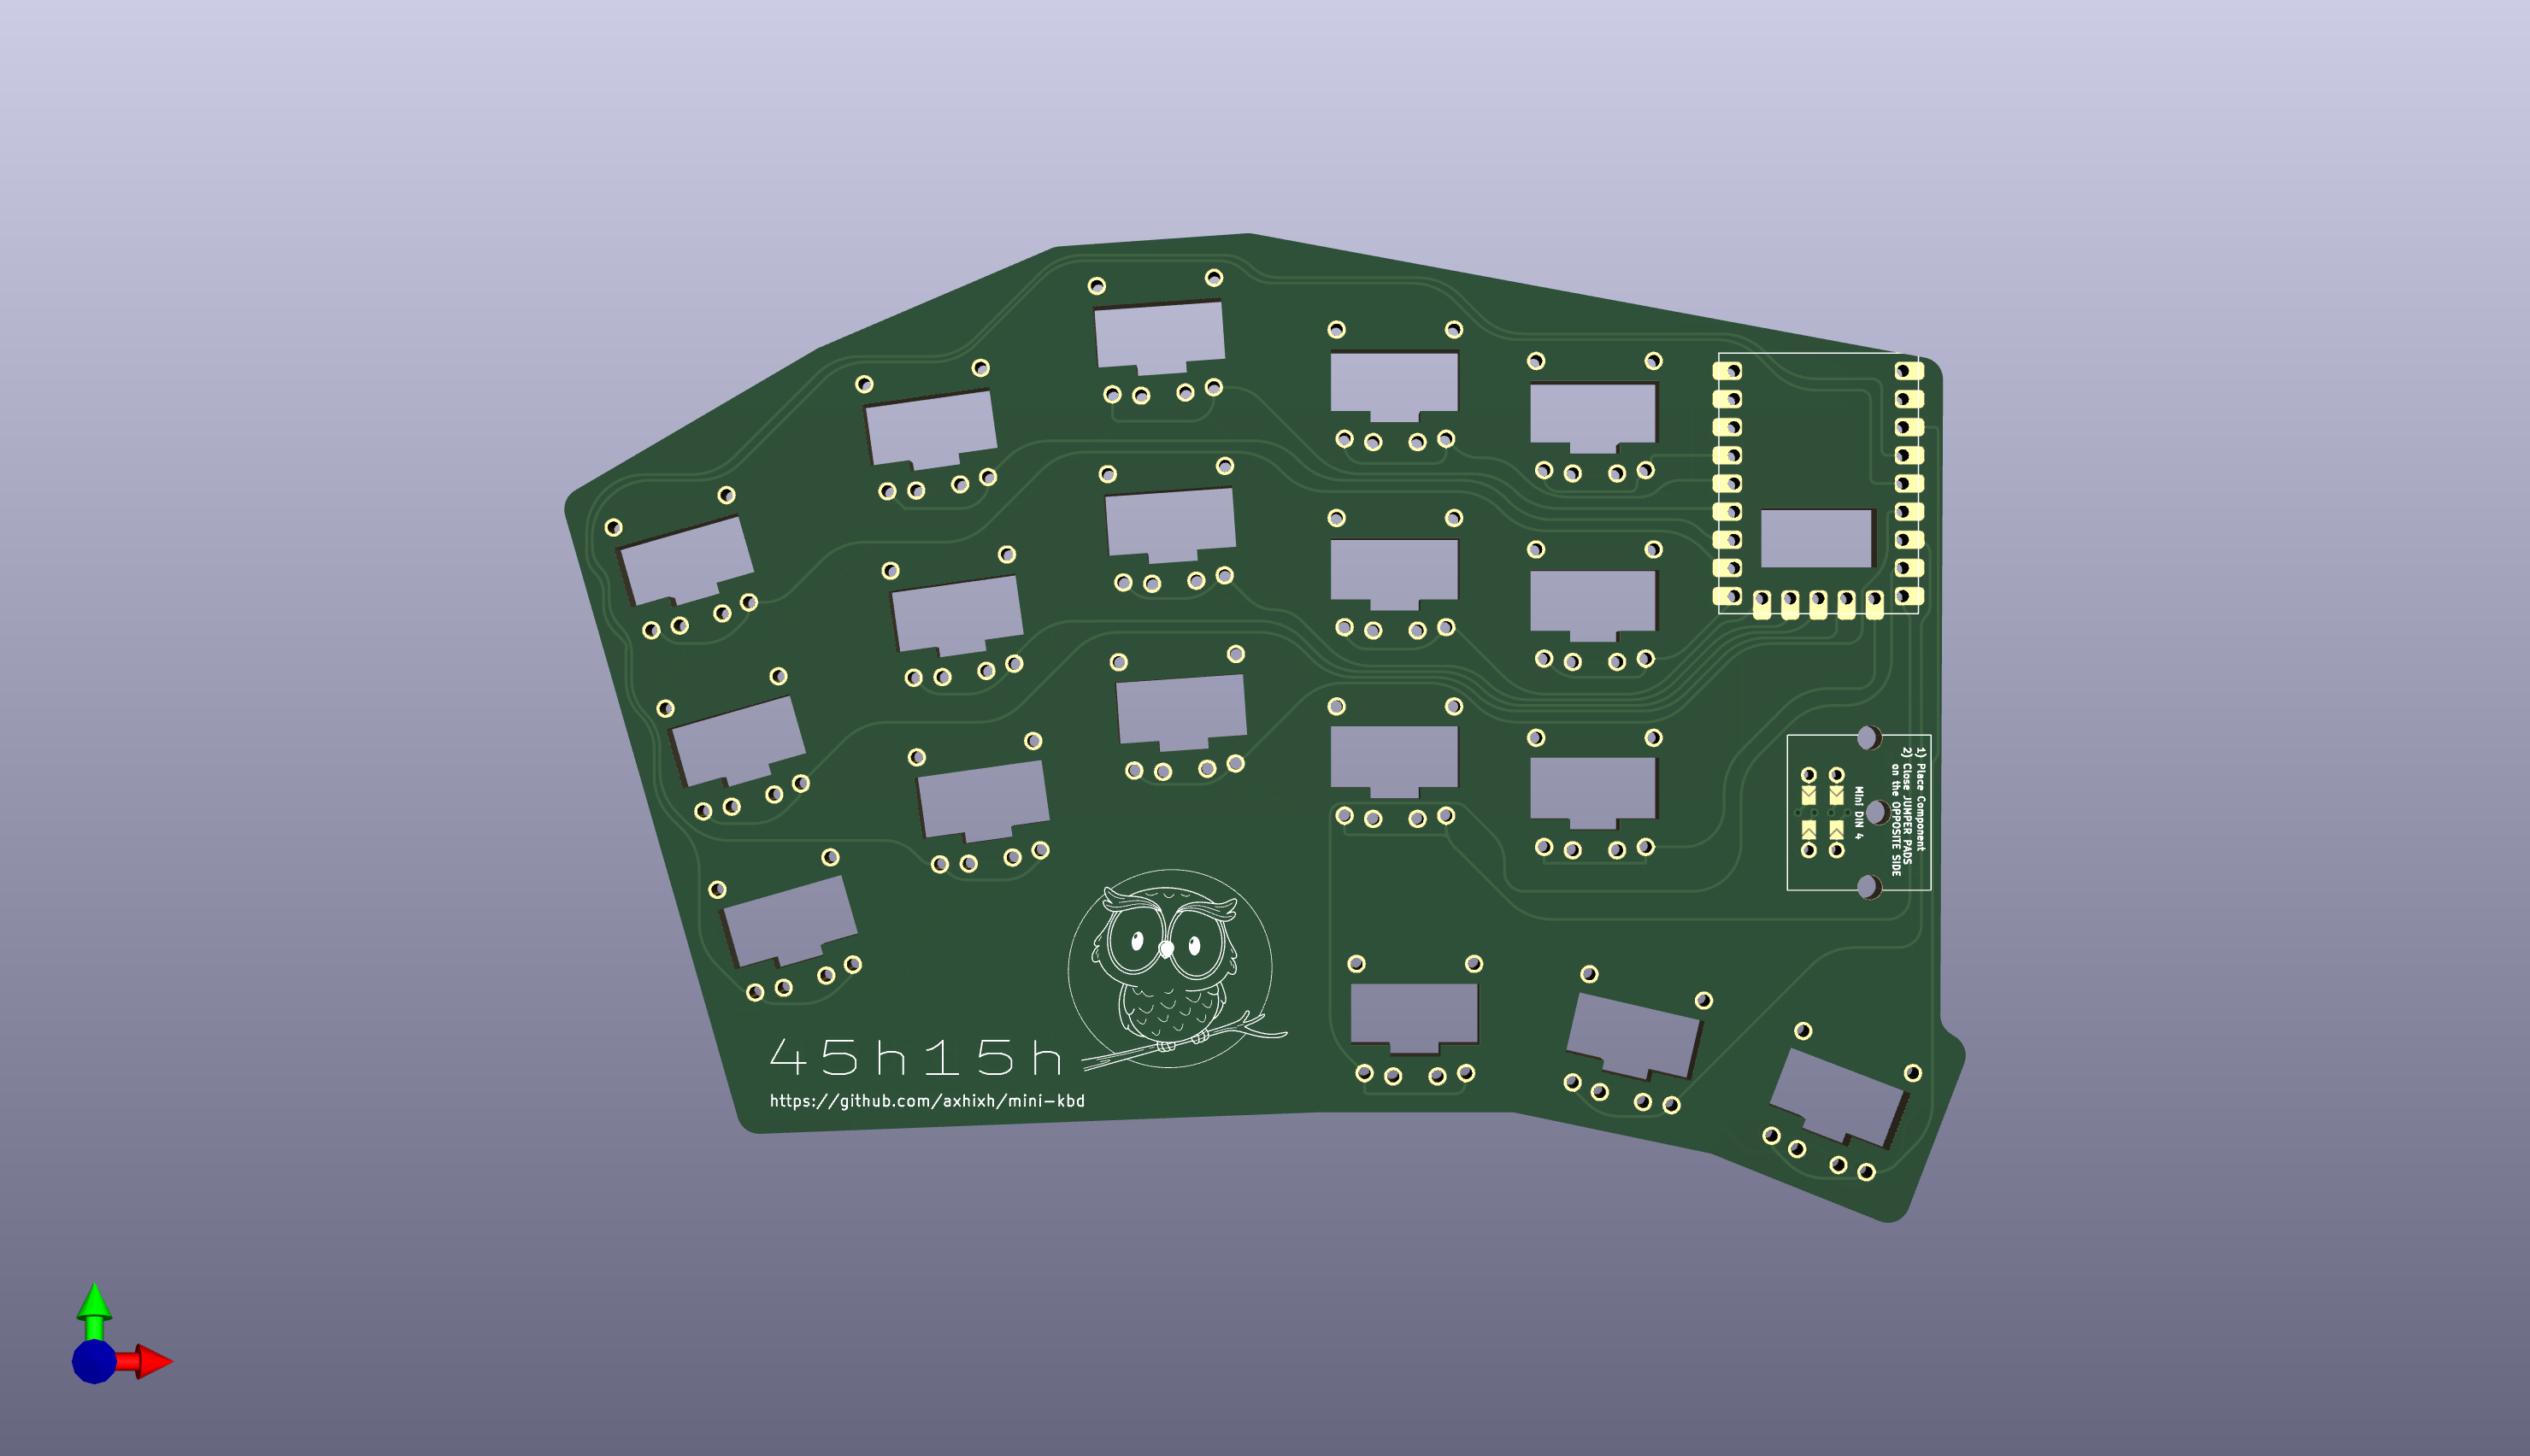 1) Place Component
2) Close JUMPER PADS
on the OPPOSITE SIDE
Mini DIN 4
45h15h
https://github.com/axhixh/mini-kbd